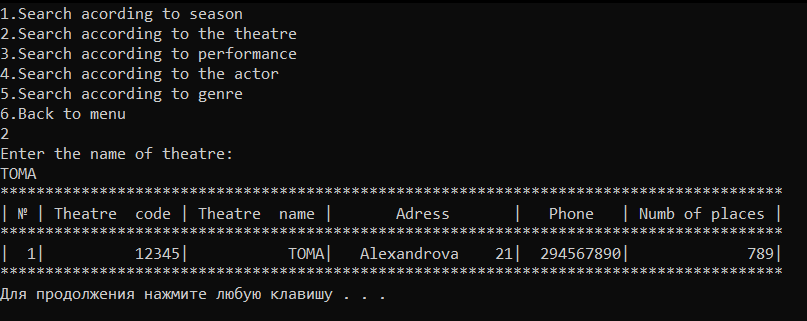 1.Search acording to season
2.Search according to the theatre
3.Search according to performance
4.Search according to the actor
5.Search according to genre
6.Back to menu
2
Enter the name of theatre:
TOMA
***************************************************************************************
| № | Theatre  code | Theatre  name |       Adress       |   Phone   | Numb of places |
***************************************************************************************
|  1|          12345|           TOMA|   Alexandrova    21|  294567890|             789|
***************************************************************************************
Для продолжения нажмите любую клавишу . . .